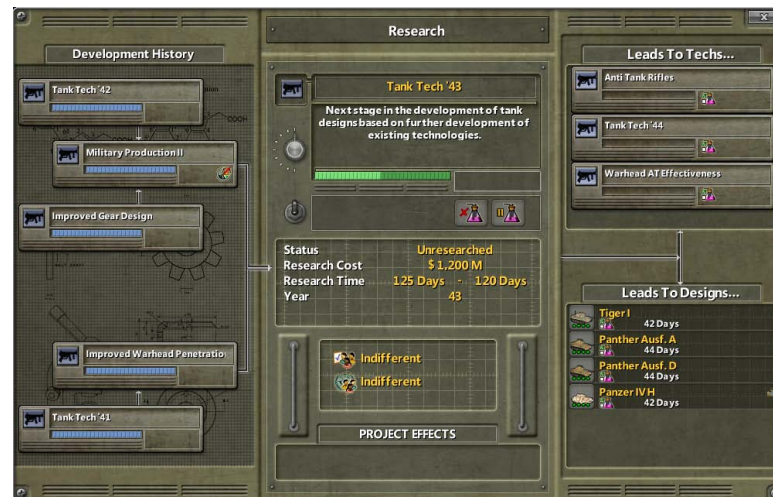 Research
Development History
Tank Tech '42
Military Production II
Improved Gear Design
Improved Warhead Penetratio
Tank Tech '41
Tank Tech '43
Next stage in the development of tank
designs based on further development of
existing technologies.
Status Unresearched
Research Cost $ 1,200 M
Research Time 125 Days - 120 Days
Year 43
Indifferent
Indifferent
PROJECT EFFECTS
Leads To Techs...
Anti Tank Rifles
Tank Tech '44
Warhead AT Effectiveness
Leads To Designs...
Tiger I
42 Days
Panther Ausf. A
44 Days
Panther Ausf. D
44 Days
Panzer IV H
42 Days